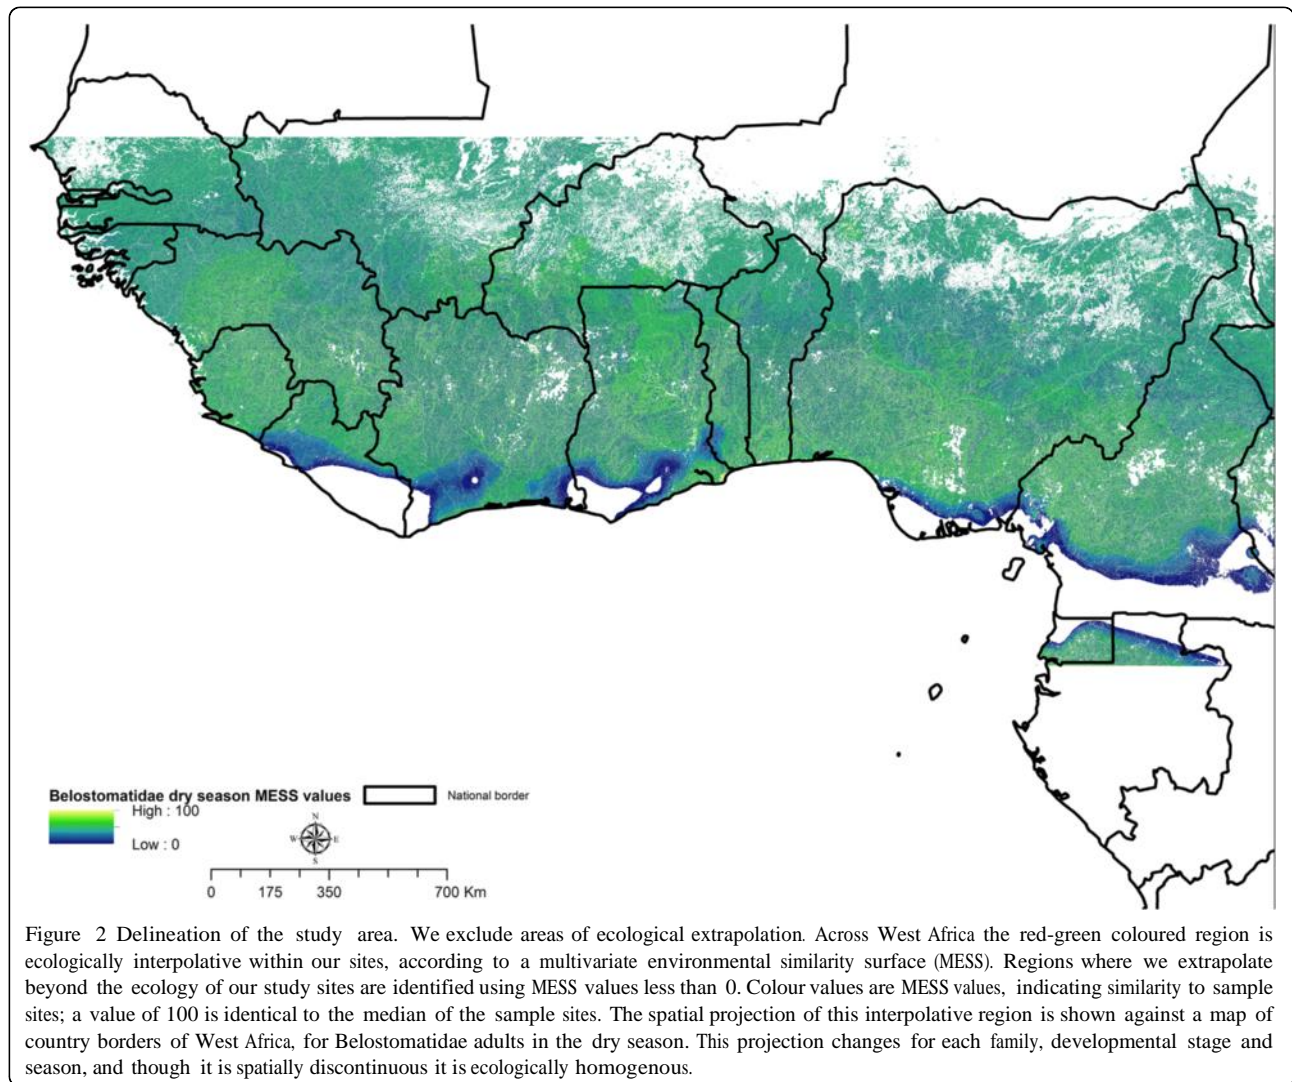 Belostomatidae dry season MESS values
National border
High : 100
Low : 0
N
W E
S
0 175 350 700 Km
Figure 2 Delineation of the study area. We exclude areas of ecological extrapolation. Across West Africa the red-green coloured region is
ecologically interpolative within our sites, according to a multivariate environmental similarity surface (MESS). Regions where we extrapolate
beyond the ecology of our study sites are identified using MESS values less than 0. Colour values are MESS values, indicating similarity to sample
sites; a value of 100 is identical to the median of the sample sites. The spatial projection of this interpolative region is shown against a map of
country borders of West Africa, for Belostomatidae adults in the dry season. This projection changes for each family, developmental stage and
season, and though it is spatially discontinuous it is ecologically homogenous.